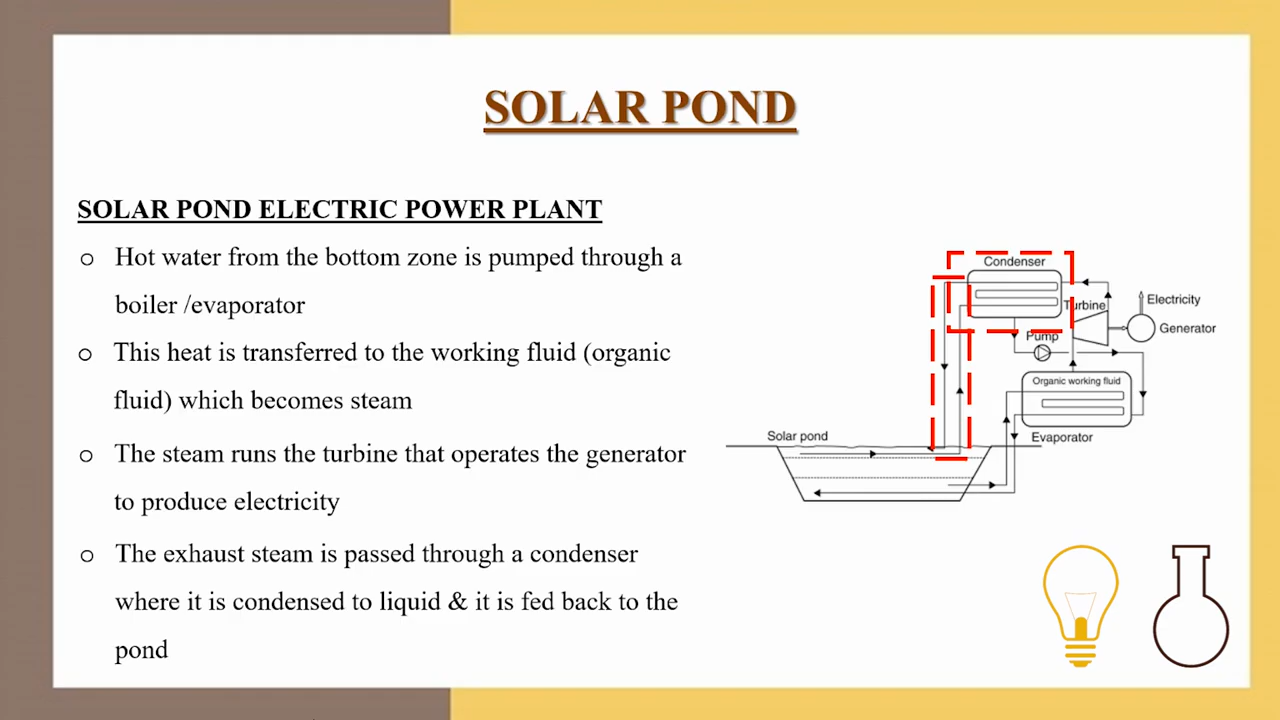 SOLAR POND
SOLAR POND ELECTRIC POWER PLANT
o Hot water from the bottom zone is pumped through a
boiler /evaporator
o This heat is transferred to the working fluid (organic
fluid) which becomes steam
o The steam runs the turbine that operates the generator
to produce electricity
o The exhaust steam is passed through a condenser
where it is condensed to liquid & it is fed back to the
pond
Condenser
Turbine
Electricity
Generator
Pump
Organic working fluid
Evaporator
Solar pond